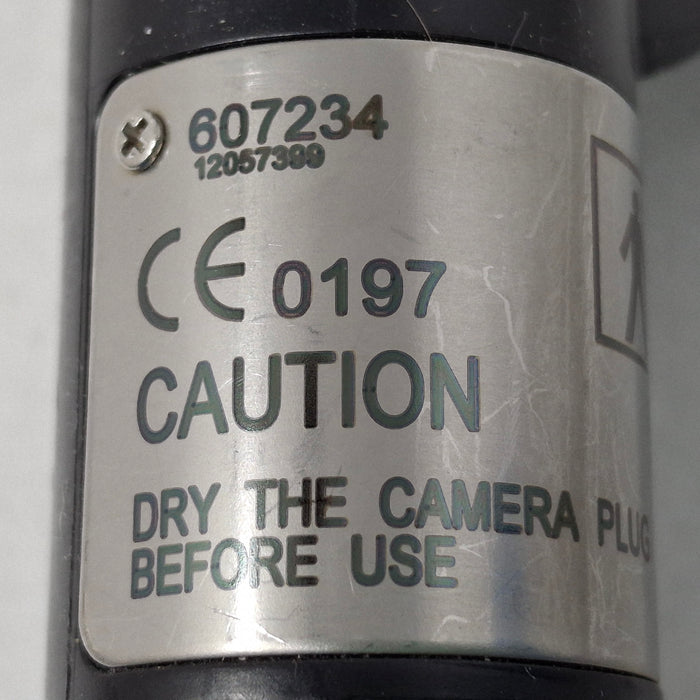 607234
12057399
CE 0197
CAUTION
DRY THE CAMERA PLUG
BEFORE USE